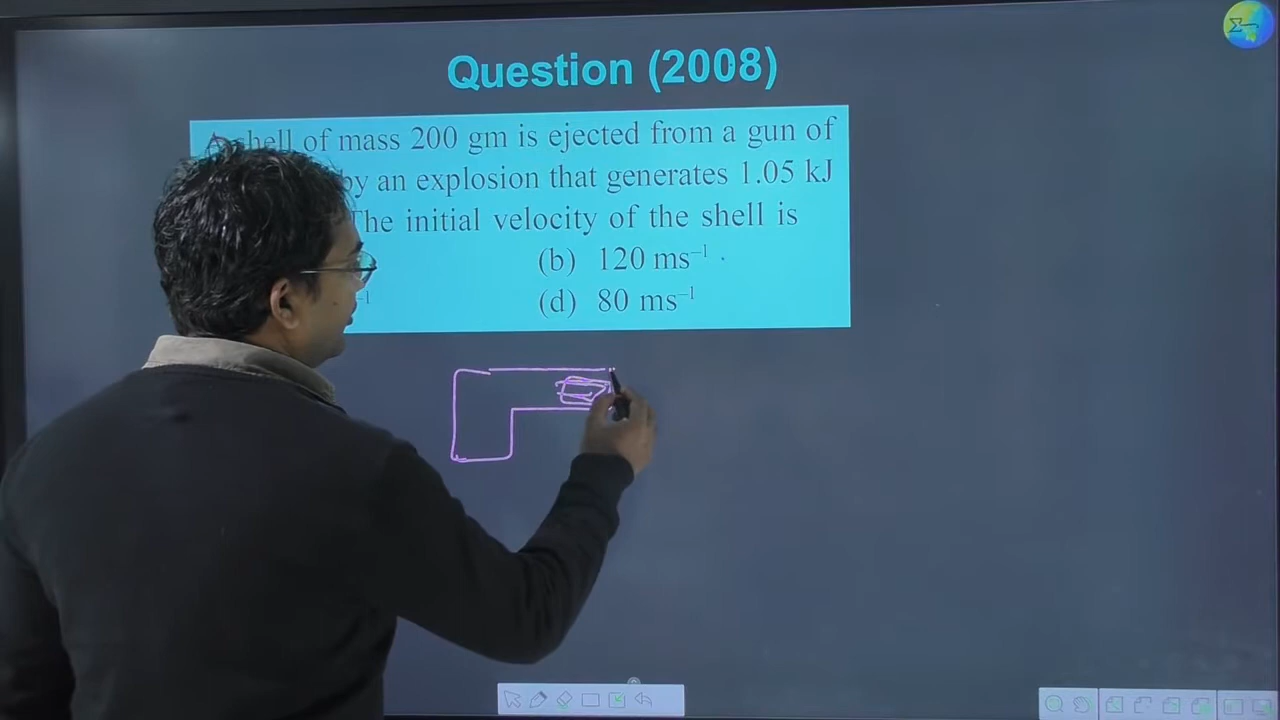 Question (2008)
A shell of mass 200 gm is ejected from a gun of
by an explosion that generates 1.05 kJ
The initial velocity of the shell is
(b) 120 ms⁻¹
⁻¹ (d) 80 ms⁻¹